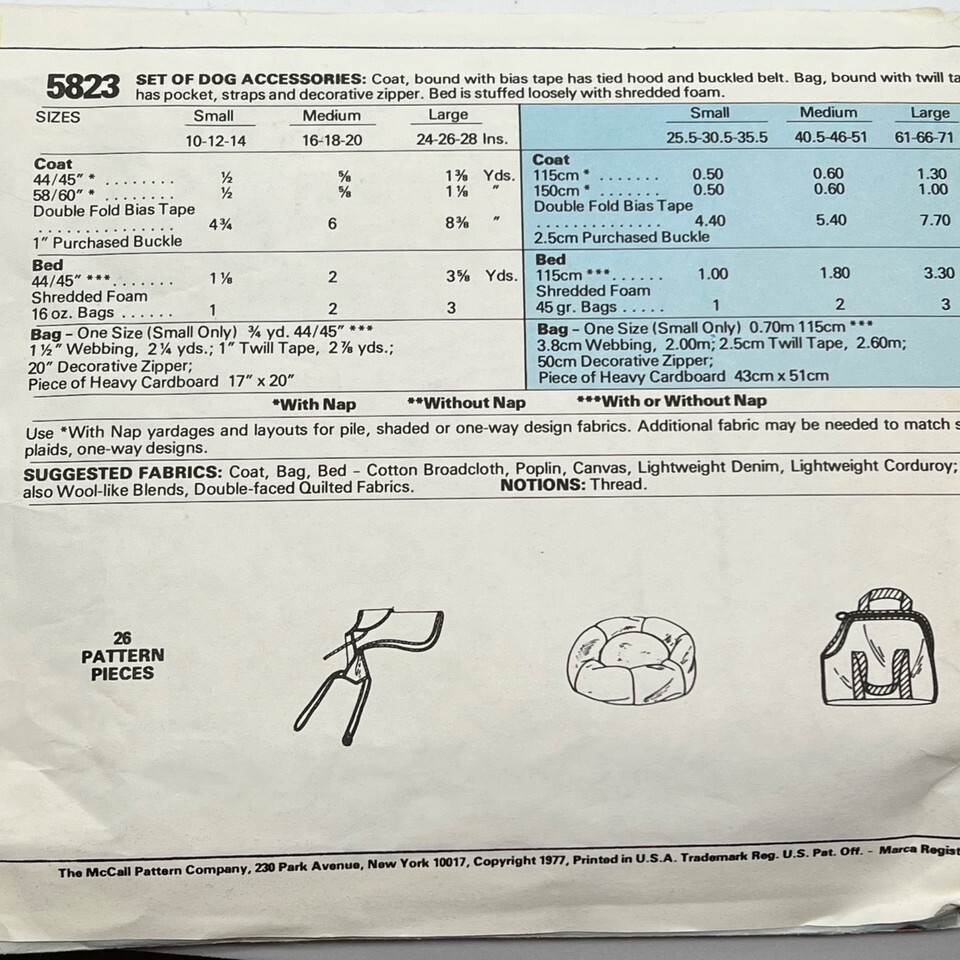 5823 SET OF DOG ACCESSORIES: Coat, bound with bias tape has tied hood and buckled belt. Bag, bound with twill
has pocket, straps and decorative zipper. Bed is stuffed loosely with shredded foam.
SIZES Small Medium Large
10-12-14 16-18-20 24-26-28 Ins.
Coat
44/45" * ........ ½ ⅝ 1⅜ Yds.
58/60" * ........ ½ ⅝ 1⅛ "
Double Fold Bias Tape
............... 4¾ 6 8⅜ "
1" Purchased Buckle
Bed
44/45" ***....... 1⅛ 2 3⅝ Yds.
Shredded Foam
16 oz. Bags ...... 1 2 3
Bag – One Size (Small Only) ¾ yd. 44/45" ***
1½" Webbing, 2¼ yds.; 1" Twill Tape, 2⅞ yds.;
20" Decorative Zipper;
Piece of Heavy Cardboard 17" x 20"
Small Medium Large
25.5-30.5-35.5 40.5-46-51 61-66-71
Coat
115cm * ....... 0.50 0.60 1.30
150cm * ....... 0.50 0.60 1.00
Double Fold Bias Tape
.............. 4.40 5.40 7.70
2.5cm Purchased Buckle
Bed
115cm ***...... 1.00 1.80 3.30
Shredded Foam
45 gr. Bags ..... 1 2 3
Bag – One Size (Small Only) 0.70m 115cm ***
3.8cm Webbing, 2.00m; 2.5cm Twill Tape, 2.60m;
50cm Decorative Zipper;
Piece of Heavy Cardboard 43cm x 51cm
*With Nap **Without Nap ***With or Without Nap
Use *With Nap yardages and layouts for pile, shaded or one-way design fabrics. Additional fabric may be needed to match
plaids, one-way designs.
SUGGESTED FABRICS: Coat, Bag, Bed – Cotton Broadcloth, Poplin, Canvas, Lightweight Denim, Lightweight Corduroy;
also Wool-like Blends, Double-faced Quilted Fabrics. NOTIONS: Thread.
26
PATTERN
PIECES
The McCall Pattern Company, 230 Park Avenue, New York 10017, Copyright 1977, Printed in U.S.A. Trademark Reg. U.S. Pat. Off. – Marca